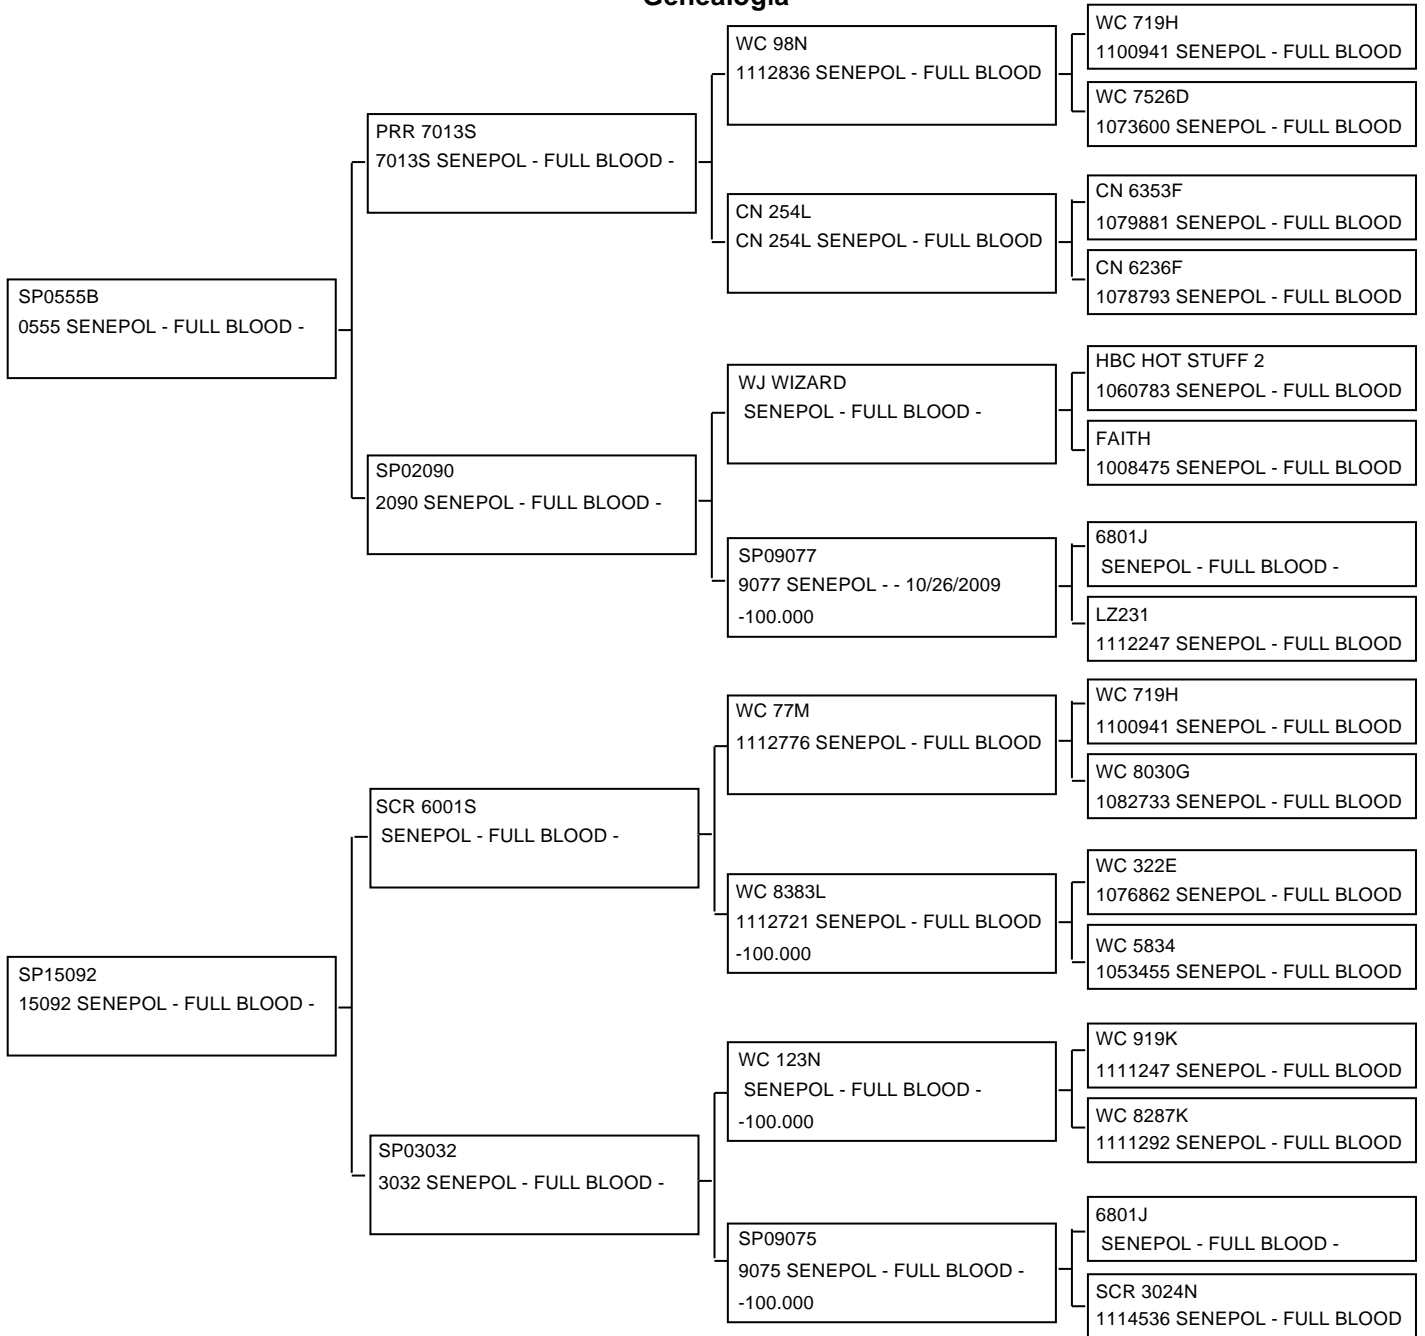 Genealogia
WC 719H
1100941 SENEPOL - FULL BLOOD
WC 98N
1112836 SENEPOL - FULL BLOOD
WC 7526D
1073600 SENEPOL - FULL BLOOD
PRR 7013S
7013S SENEPOL - FULL BLOOD -
CN 6353F
1079881 SENEPOL - FULL BLOOD
CN 254L
CN 254L SENEPOL - FULL BLOOD
CN 6236F
1078793 SENEPOL - FULL BLOOD
SP0555B
0555 SENEPOL - FULL BLOOD -
HBC HOT STUFF 2
1060783 SENEPOL - FULL BLOOD
WJ WIZARD
SENEPOL - FULL BLOOD -
FAITH
1008475 SENEPOL - FULL BLOOD
SP02090
2090 SENEPOL - FULL BLOOD -
6801J
SENEPOL - FULL BLOOD -
SP09077
9077 SENEPOL - - 10/26/2009
-100.000
LZ231
1112247 SENEPOL - FULL BLOOD
WC 719H
1100941 SENEPOL - FULL BLOOD
WC 77M
1112776 SENEPOL - FULL BLOOD
WC 8030G
1082733 SENEPOL - FULL BLOOD
SCR 6001S
SENEPOL - FULL BLOOD -
WC 322E
1076862 SENEPOL - FULL BLOOD
WC 8383L
1112721 SENEPOL - FULL BLOOD
-100.000
WC 5834
1053455 SENEPOL - FULL BLOOD
SP15092
15092 SENEPOL - FULL BLOOD -
WC 919K
1111247 SENEPOL - FULL BLOOD
WC 123N
SENEPOL - FULL BLOOD -
-100.000
WC 8287K
1111292 SENEPOL - FULL BLOOD
SP03032
3032 SENEPOL - FULL BLOOD -
6801J
SENEPOL - FULL BLOOD -
SP09075
9075 SENEPOL - FULL BLOOD -
-100.000
SCR 3024N
1114536 SENEPOL - FULL BLOOD